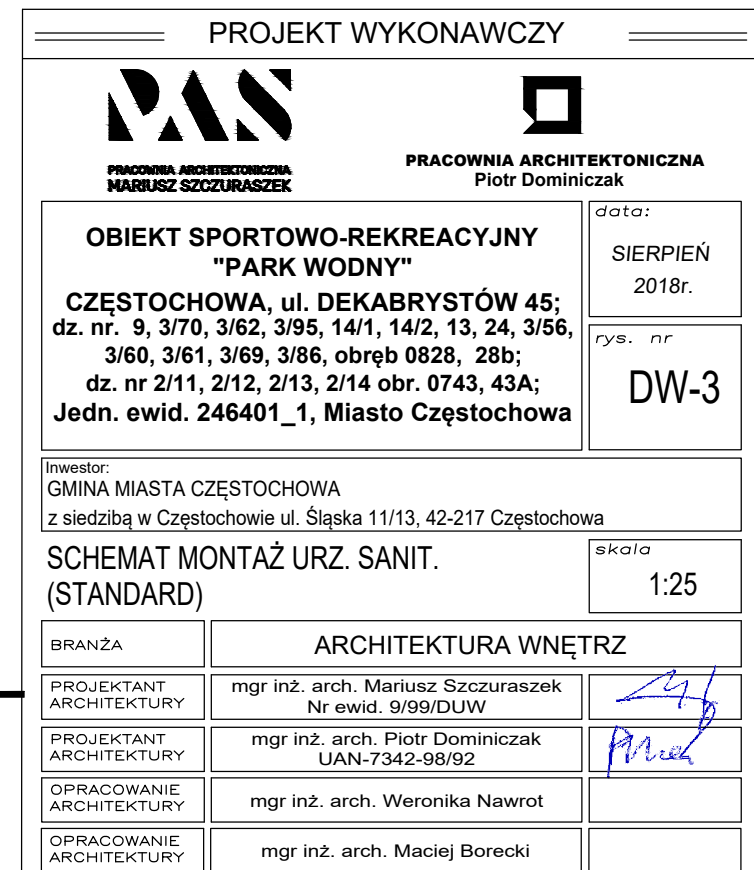 PROJEKT WYKONAWCZY
PAS
PRACOWNIA ARCHITEKTONICZNA
MARIUSZ SZCZURASZEK
PRACOWNIA ARCHITEKTONICZNA
Piotr Dominiczak
OBIEKT SPORTOWO-REKREACYJNY
"PARK WODNY"
CZĘSTOCHOWA, ul. DEKABRYSTÓW 45;
dz. nr. 9, 3/70, 3/62, 3/95, 14/1, 14/2, 13, 24, 3/56,
3/60, 3/61, 3/69, 3/86, obręb 0828, 28b;
dz. nr 2/11, 2/12, 2/13, 2/14 obr. 0743, 43A;
Jedn. ewid. 246401_1, Miasto Częstochowa
data:
SIERPIEŃ
2018r.
rys. nr
DW-3
Inwestor:
GMINA MIASTA CZĘSTOCHOWA
z siedzibą w Częstochowie ul. Śląska 11/13, 42-217 Częstochowa
SCHEMAT MONTAŻ URZ. SANIT.
(STANDARD)
skala
1:25
BRANŻA
ARCHITEKTURA WNĘTRZ
PROJEKTANT
ARCHITEKTURY
mgr inż. arch. Mariusz Szczuraszek
Nr ewid. 9/99/DUW
PROJEKTANT
ARCHITEKTURY
mgr inż. arch. Piotr Dominiczak
UAN-7342-98/92
OPRACOWANIE
ARCHITEKTURY
mgr inż. arch. Weronika Nawrot
OPRACOWANIE
ARCHITEKTURY
mgr inż. arch. Maciej Borecki